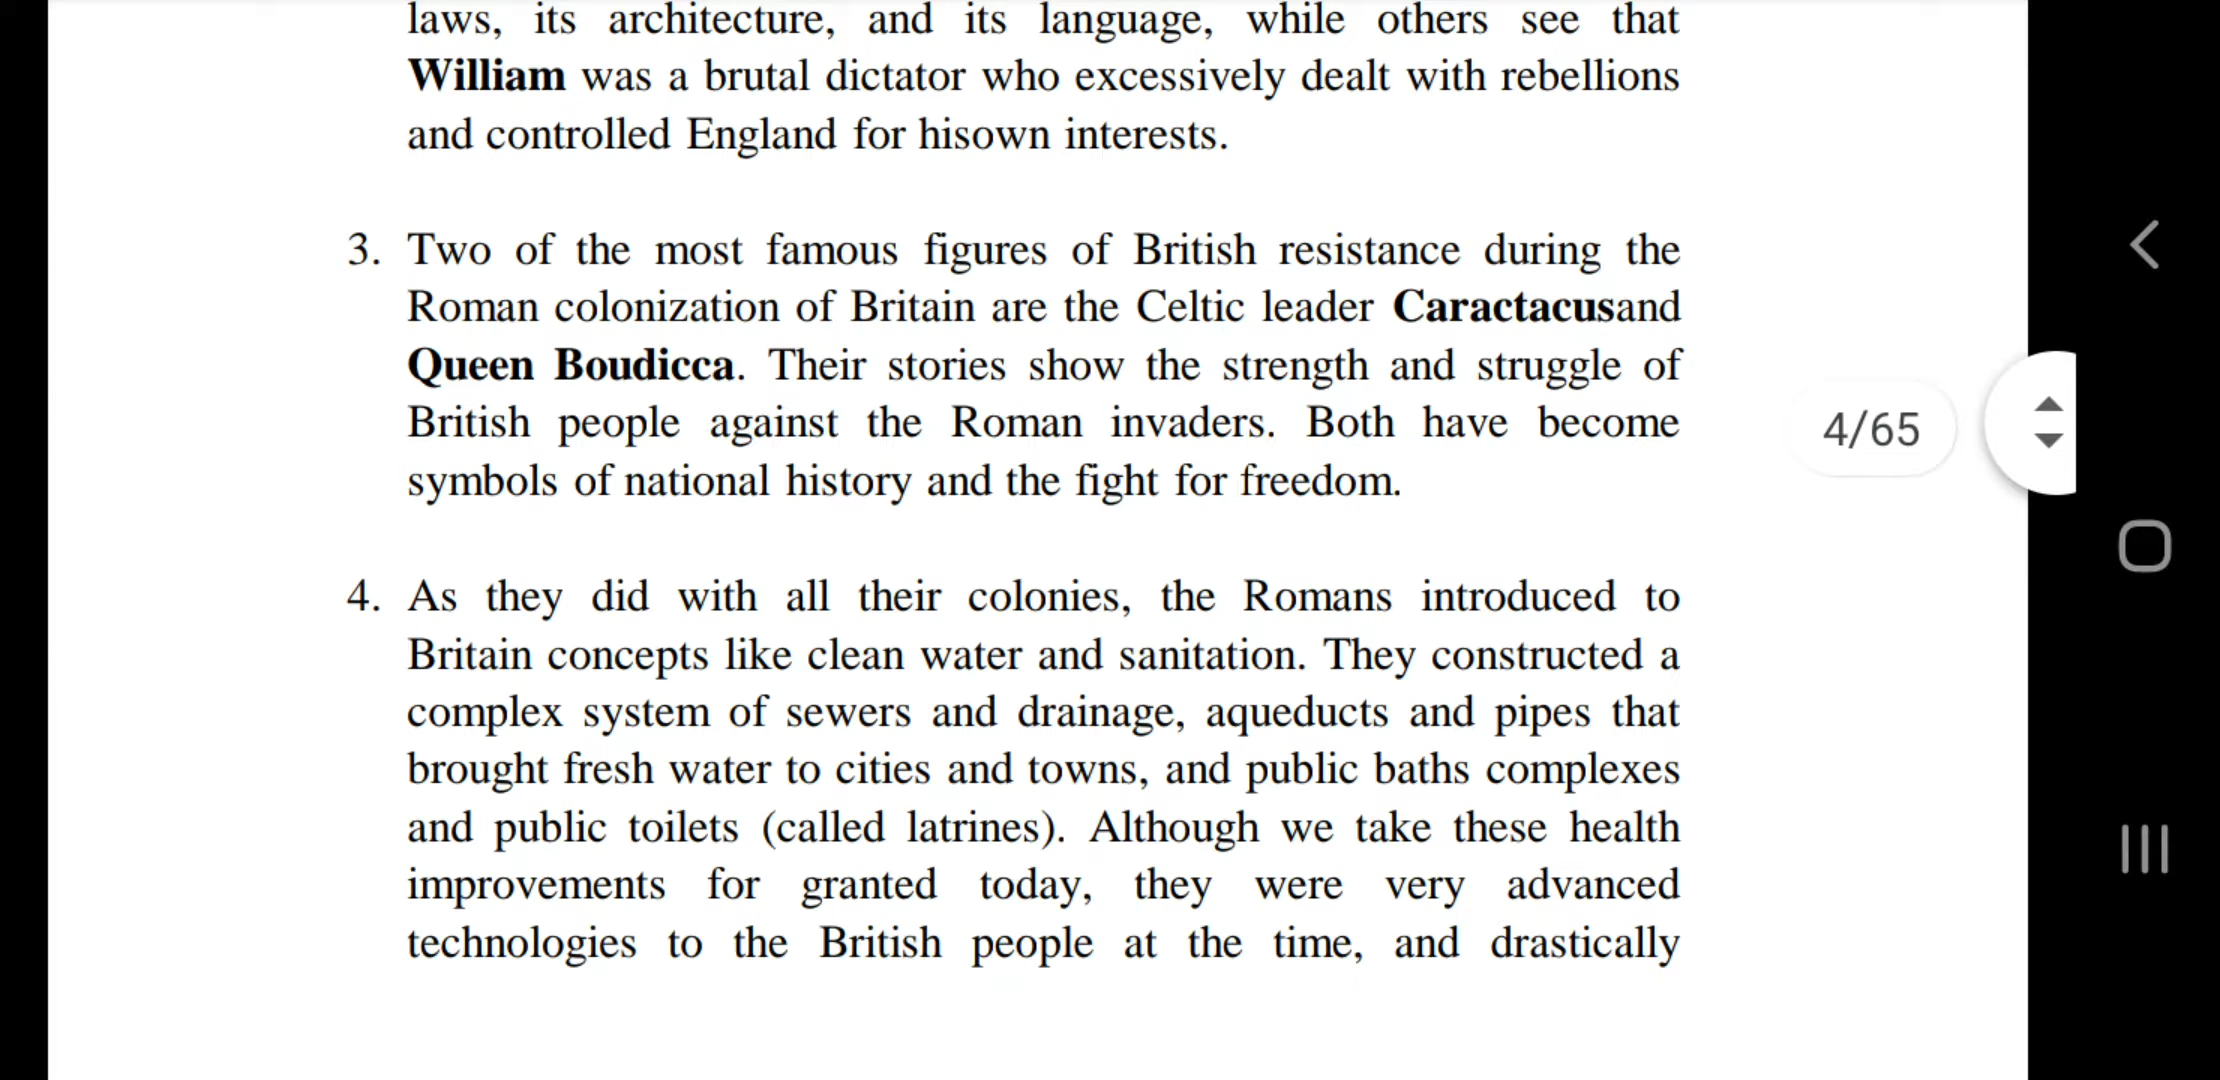 laws, its architecture, and its language, while others see that
William was a brutal dictator who excessively dealt with rebellions
and controlled England for hisown interests.
3. Two of the most famous figures of British resistance during the
Roman colonization of Britain are the Celtic leader Caractacusand
Queen Boudicca. Their stories show the strength and struggle of
British people against the Roman invaders. Both have become
symbols of national history and the fight for freedom.
4/65
4. As they did with all their colonies, the Romans introduced to
Britain concepts like clean water and sanitation. They constructed a
complex system of sewers and drainage, aqueducts and pipes that
brought fresh water to cities and towns, and public baths complexes
and public toilets (called latrines). Although we take these health
improvements for granted today, they were very advanced
technologies to the British people at the time, and drastically